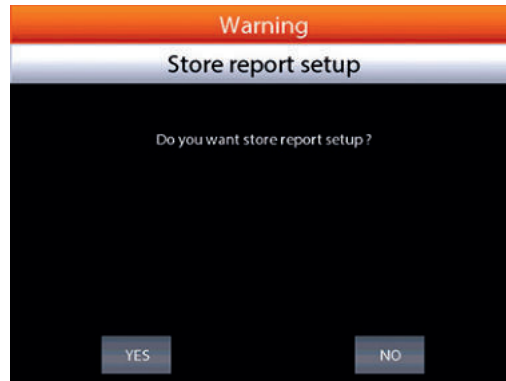 Warning
Store report setup
Do you want store report setup ?
YES NO